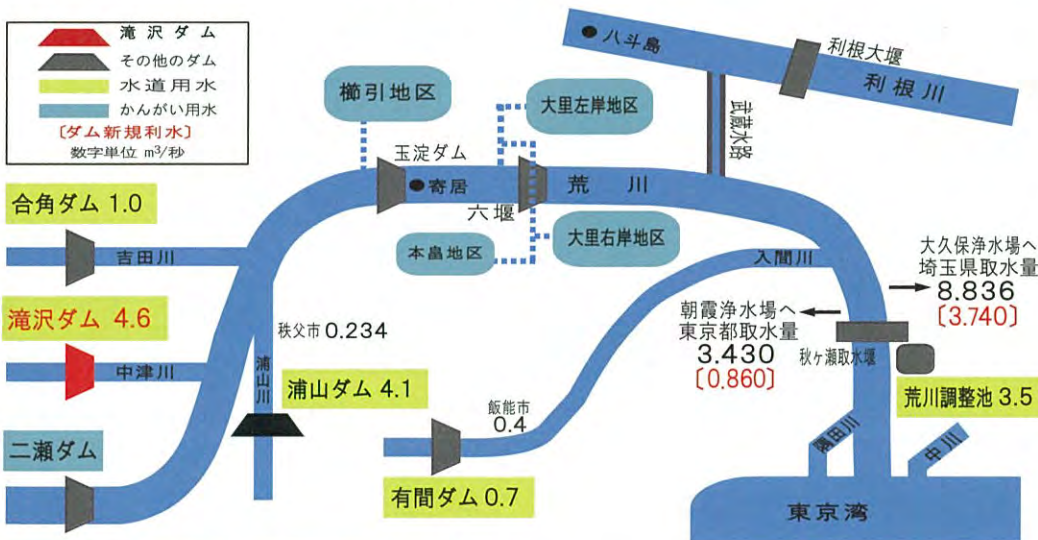 滝沢ダム
その他のダム
水道用水
かんがい用水
〔ダム新規利水〕
数字単位 m³/秒
八斗島
利根大堰
利根川
武蔵水路
櫛引地区
大里左岸地区
玉淀ダム
寄居
荒川
六堰
本畠地区
大里右岸地区
合角ダム 1.0
吉田川
滝沢ダム 4.6
中津川
秩父市 0.234
浦山川
浦山ダム 4.1
二瀬ダム
入間川
飯能市
0.4
有間ダム 0.7
大久保浄水場へ
埼玉県取水量
8.836
〔3.740〕
朝霞浄水場へ
東京都取水量
3.430
〔0.860〕
秋ヶ瀬取水堰
荒川調整池 3.5
隅田川
中川
東京湾